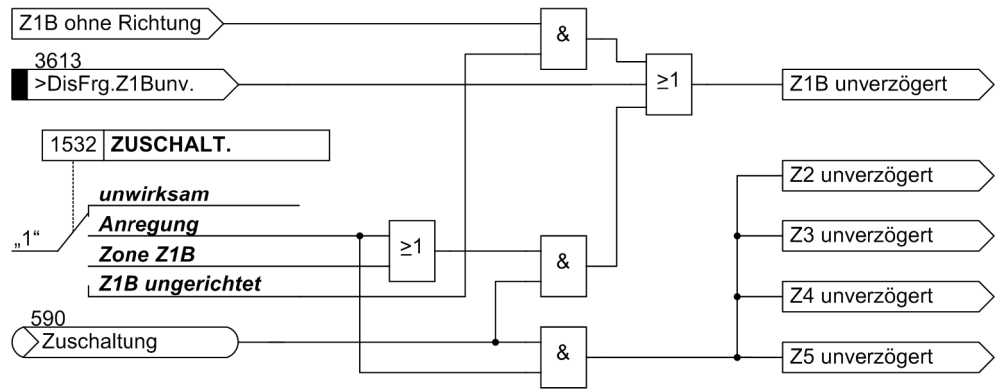 Z1B ohne Richtung
&
3613
>DisFrg.Z1Bunv.
≥1
Z1B unverzögert
1532 ZUSCHALT.
unwirksam
Z2 unverzögert
„1“
Anregung
≥1
Z3 unverzögert
Zone Z1B
&
Z1B ungerichtet
Z4 unverzögert
590
Zuschaltung
&
Z5 unverzögert